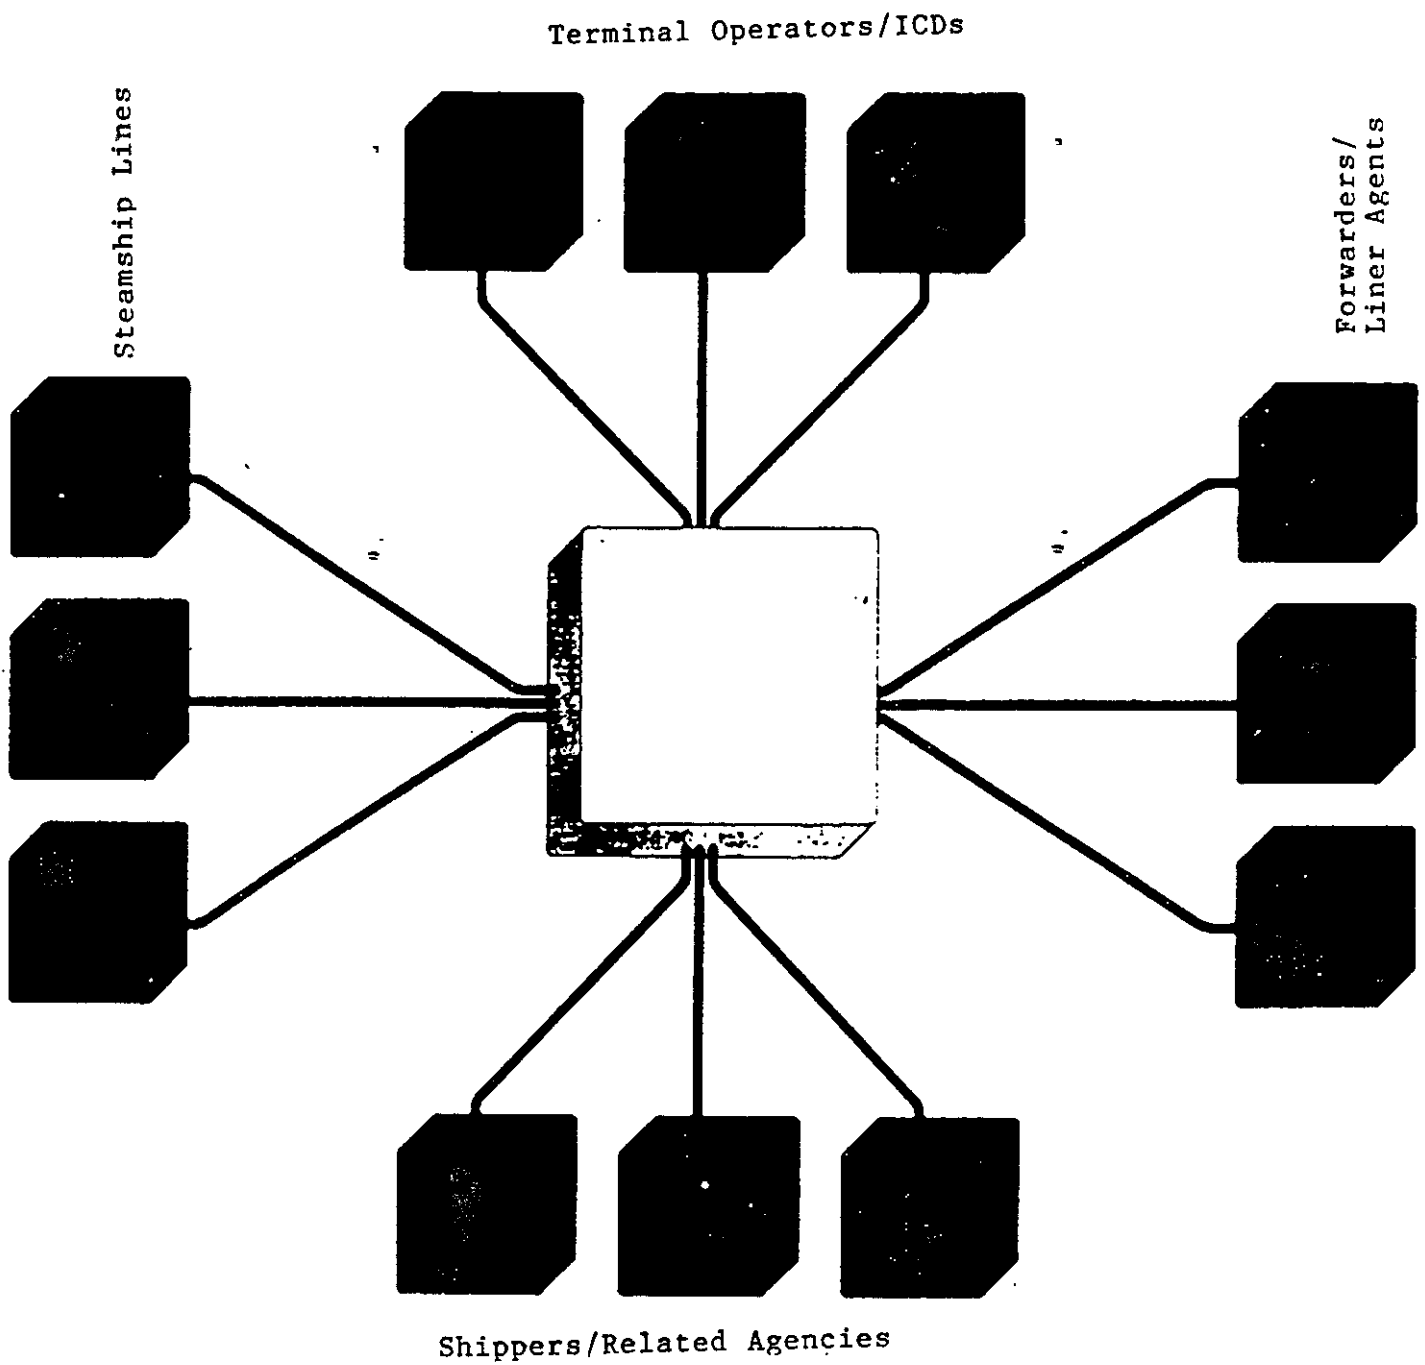 Terminal Operators/ICDs
Steamship Lines
Forwarders/
Liner Agents
Shippers/Related Agencies